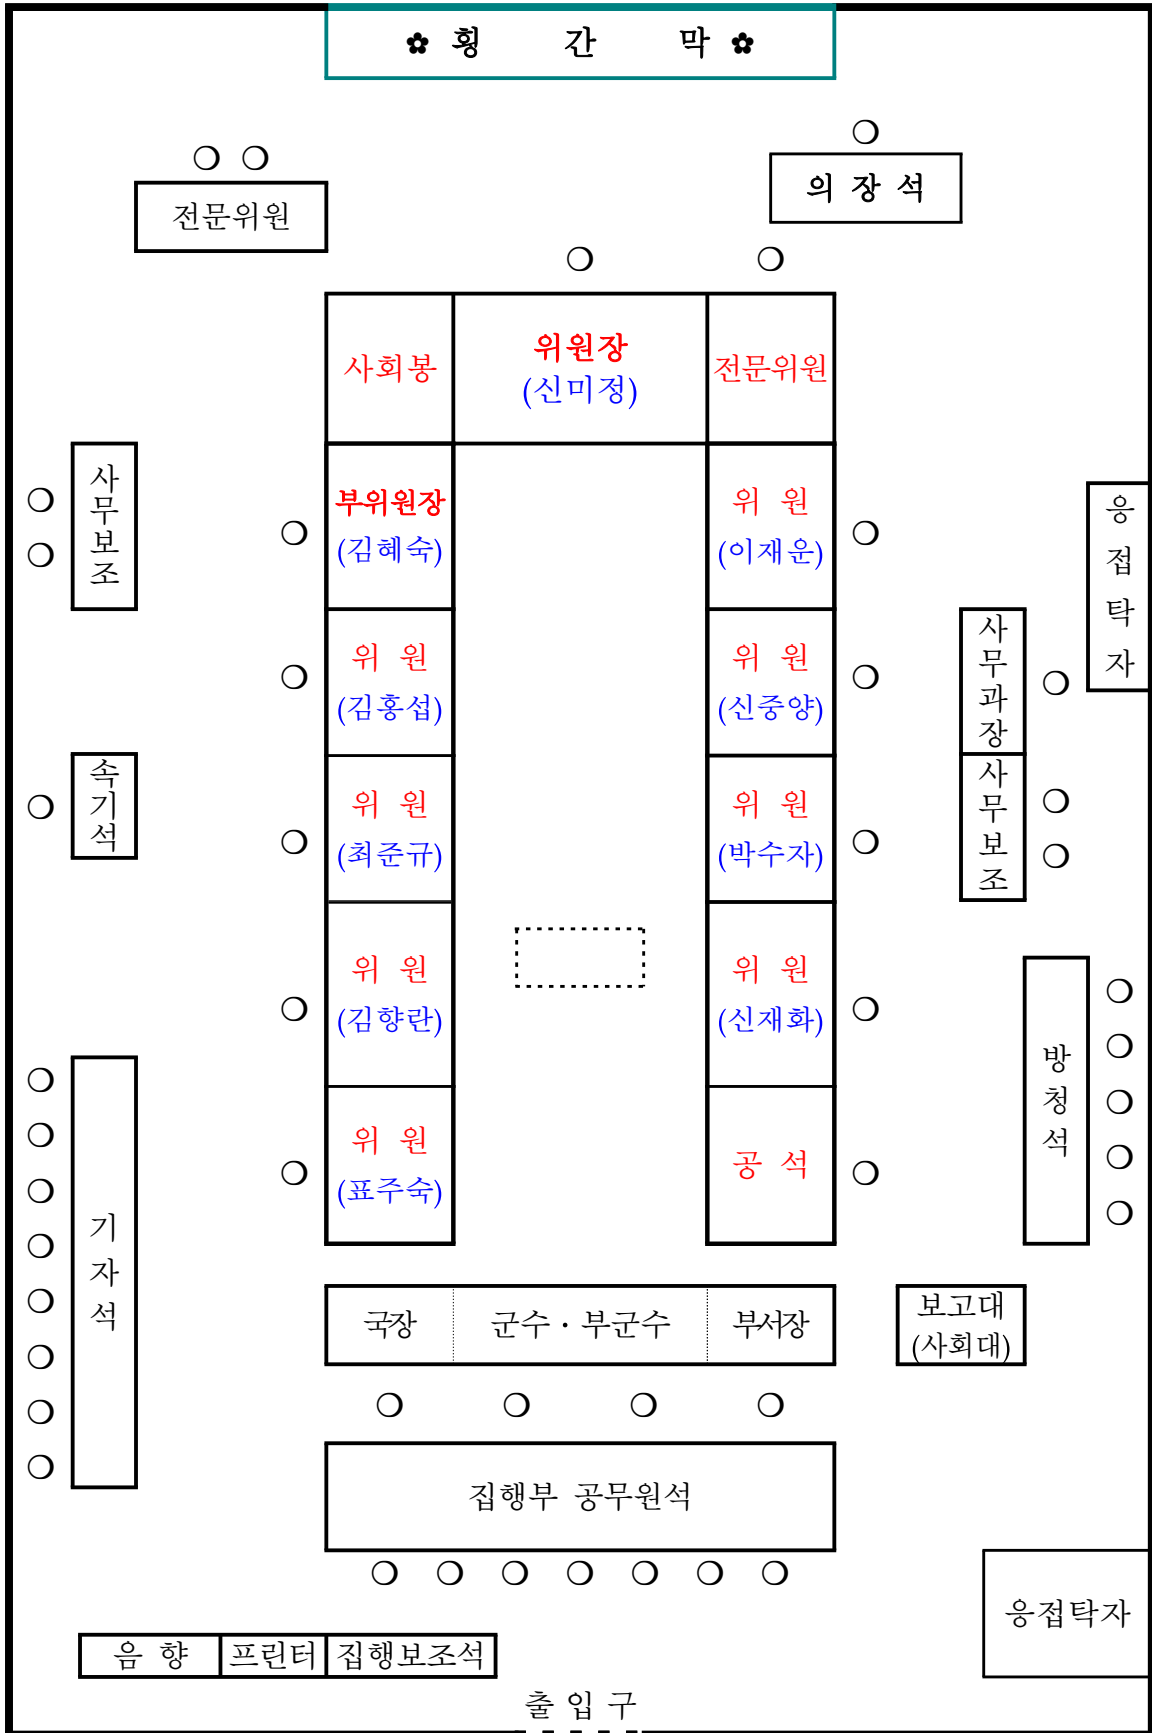 ✿ 횡 간 막 ✿
의 장 석
전문위원
사회봉
위원장
(신미정)
전문위원
사무보조
부위원장
(김혜숙)
위 원
(이재운)
응접탁자
위 원
(김홍섭)
위 원
(신중양)
사무과장
속기석
위 원
(최준규)
위 원
(박수자)
사무보조
위 원
(김향란)
위 원
(신재화)
방청석
기자석
위 원
(표주숙)
공 석
국장
군수 · 부군수
부서장
보고대
(사회대)
집행부 공무원석
응접탁자
음 향
프린터
집행보조석
출 입 구